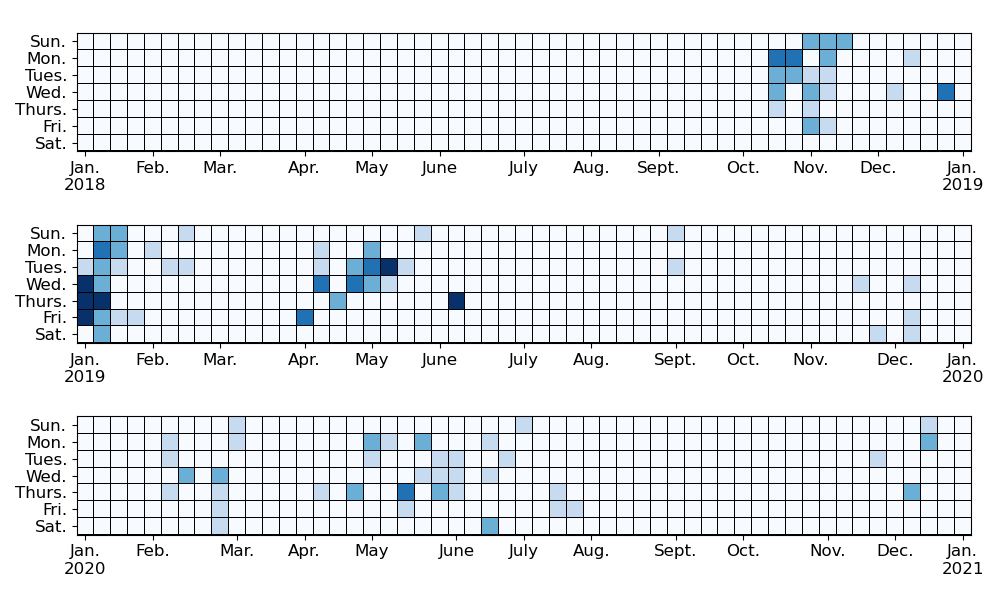 Sun.
Mon.
Tues.
Wed.
Thurs.
Fri.
Sat.
Jan. Feb. Mar. Apr. May June July Aug. Sept. Oct. Nov. Dec. Jan.
2018 2019
Sun.
Mon.
Tues.
Wed.
Thurs.
Fri.
Sat.
Jan. Feb. Mar. Apr. May June July Aug. Sept. Oct. Nov. Dec. Jan.
2019 2020
Sun.
Mon.
Tues.
Wed.
Thurs.
Fri.
Sat.
Jan. Feb. Mar. Apr. May June July Aug. Sept. Oct. Nov. Dec. Jan.
2020 2021